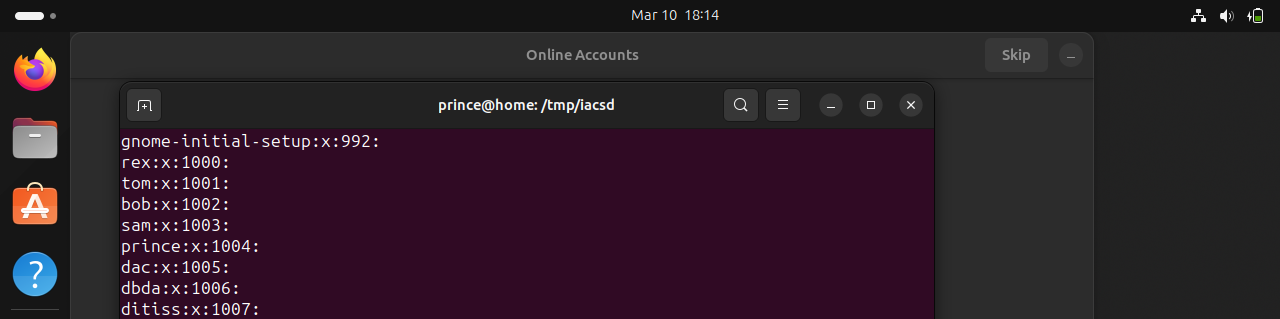 Mar 10 18:14
Online Accounts
Skip
prince@home: /tmp/iacsd
gnome-initial-setup:x:992:
rex:x:1000:
tom:x:1001:
bob:x:1002:
sam:x:1003:
prince:x:1004:
dac:x:1005:
dbda:x:1006:
ditiss:x:1007: